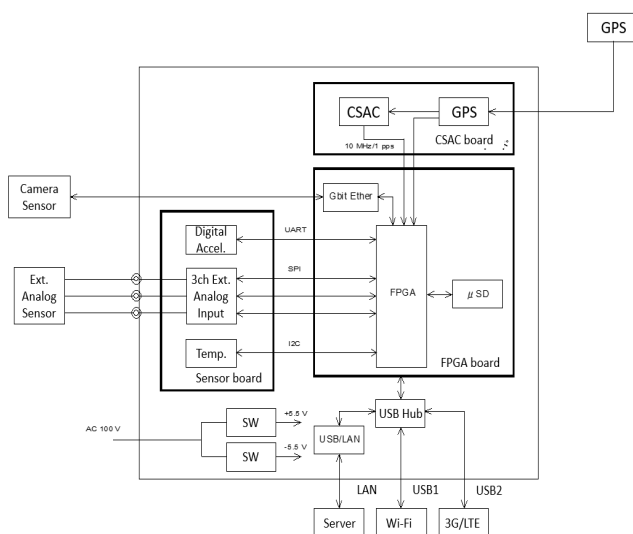 GPS
CSAC
GPS
10 MHz/1 pps
CSAC board
Camera
Sensor
Gbit Ether
Digital
Accel.
UART
Ext.
Analog
Sensor
3ch Ext.
Analog
Input
SPI
FPGA
μ SD
Temp.
I2C
Sensor board
FPGA board
AC 100 V
SW
+5.5 V
SW
-5.5 V
USB Hub
USB/LAN
LAN
USB1
USB2
Server
Wi-Fi
3G/LTE